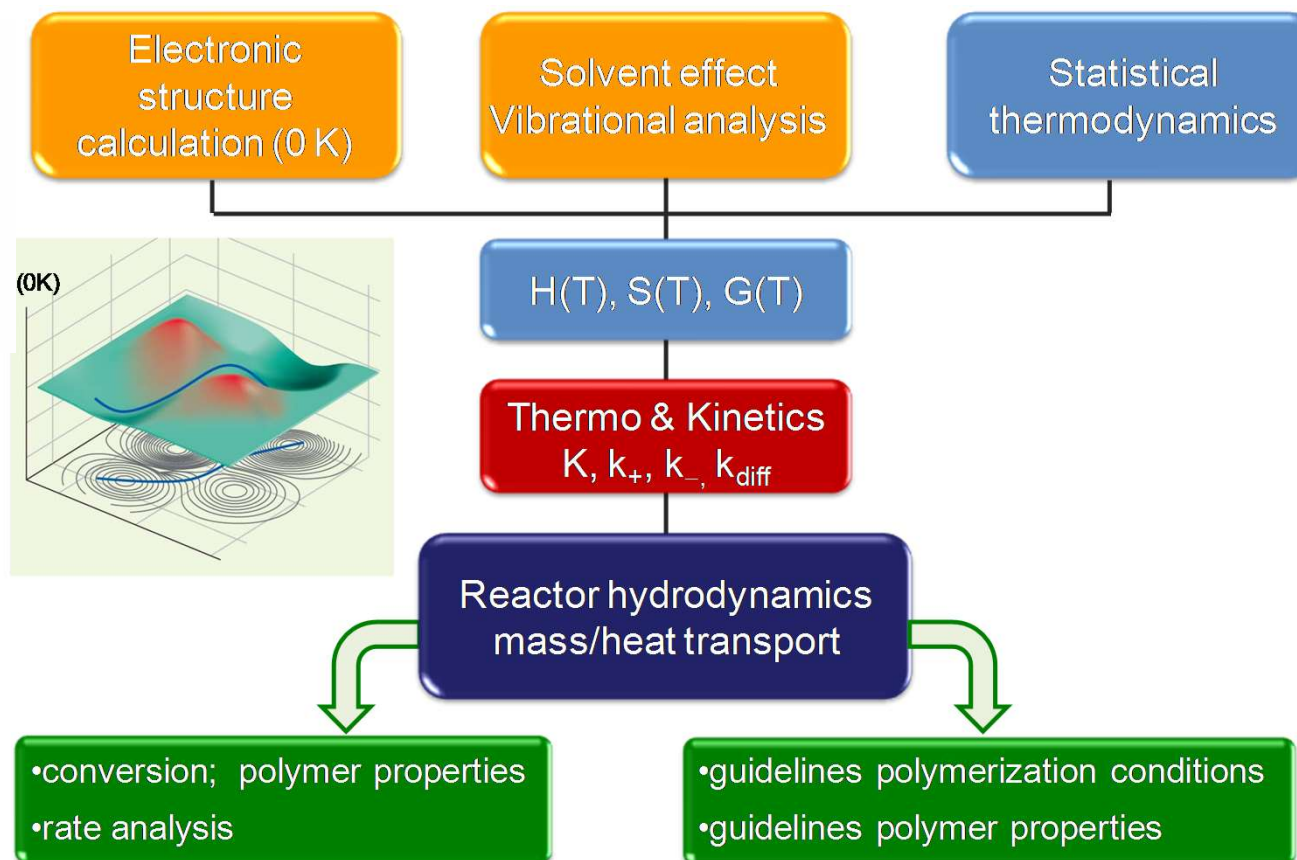 Electronic
structure
calculation (0 K)
Solvent effect
Vibrational analysis
Statistical
thermodynamics
(0K)
H(T), S(T), G(T)
Thermo & Kinetics
K, k₊, k₋, k_diff
Reactor hydrodynamics
mass/heat transport
•conversion; polymer properties
•rate analysis
•guidelines polymerization conditions
•guidelines polymer properties